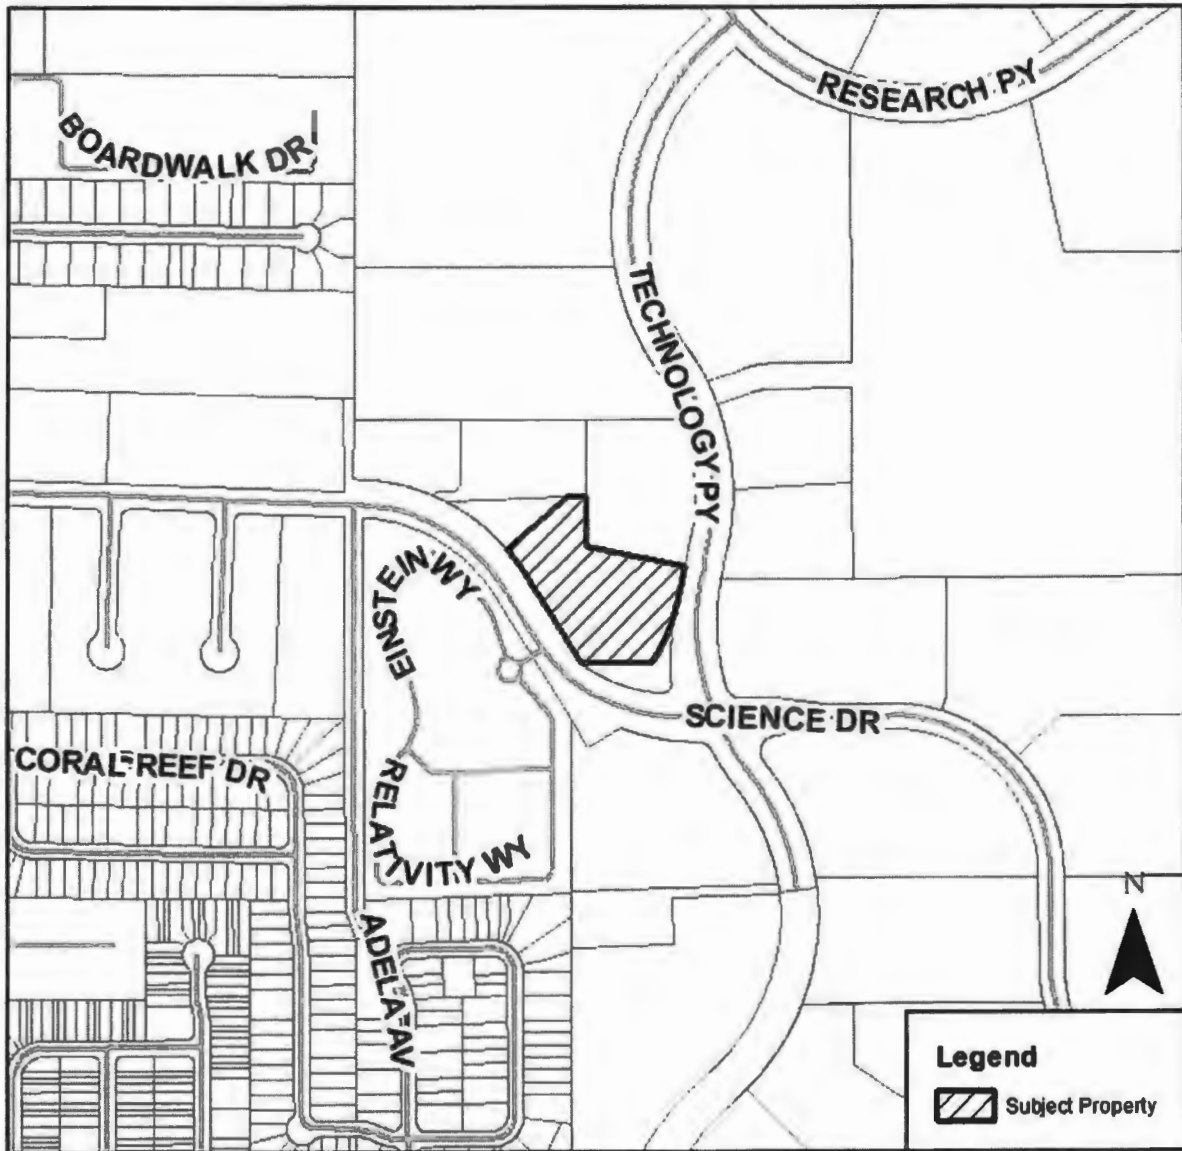 RESEARCH PY
BOARDWALK DR
TECHNOLOGY PY
EINSTEIN WY
SCIENCE DR
CORAL REEF DR
RELATIVITY WY
ADELA AV
N
Legend
Subject Property